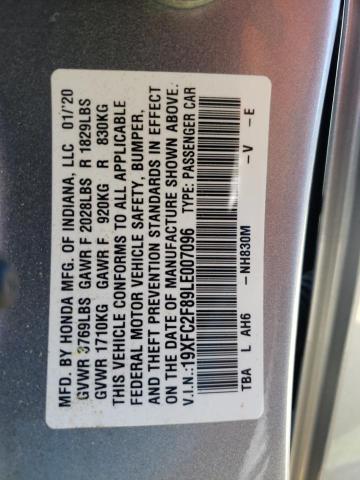 MFD. BY HONDA MFG. OF INDIANA, LLC 01/20
GVWR 3769LBS GAWR F 2028LBS R 1829LBS
GVWR 1710KG GAWR F 920KG R 830KG
THIS VEHICLE CONFORMS TO ALL APPLICABLE
FEDERAL MOTOR VEHICLE SAFETY, BUMPER,
AND THEFT PREVENTION STANDARDS IN EFFECT
ON THE DATE OF MANUFACTURE SHOWN ABOVE.
V.I.N.:19XFC2F89LE007096 TYPE: PASSENGER CAR
TBA L AH6 -NH830M -V -E